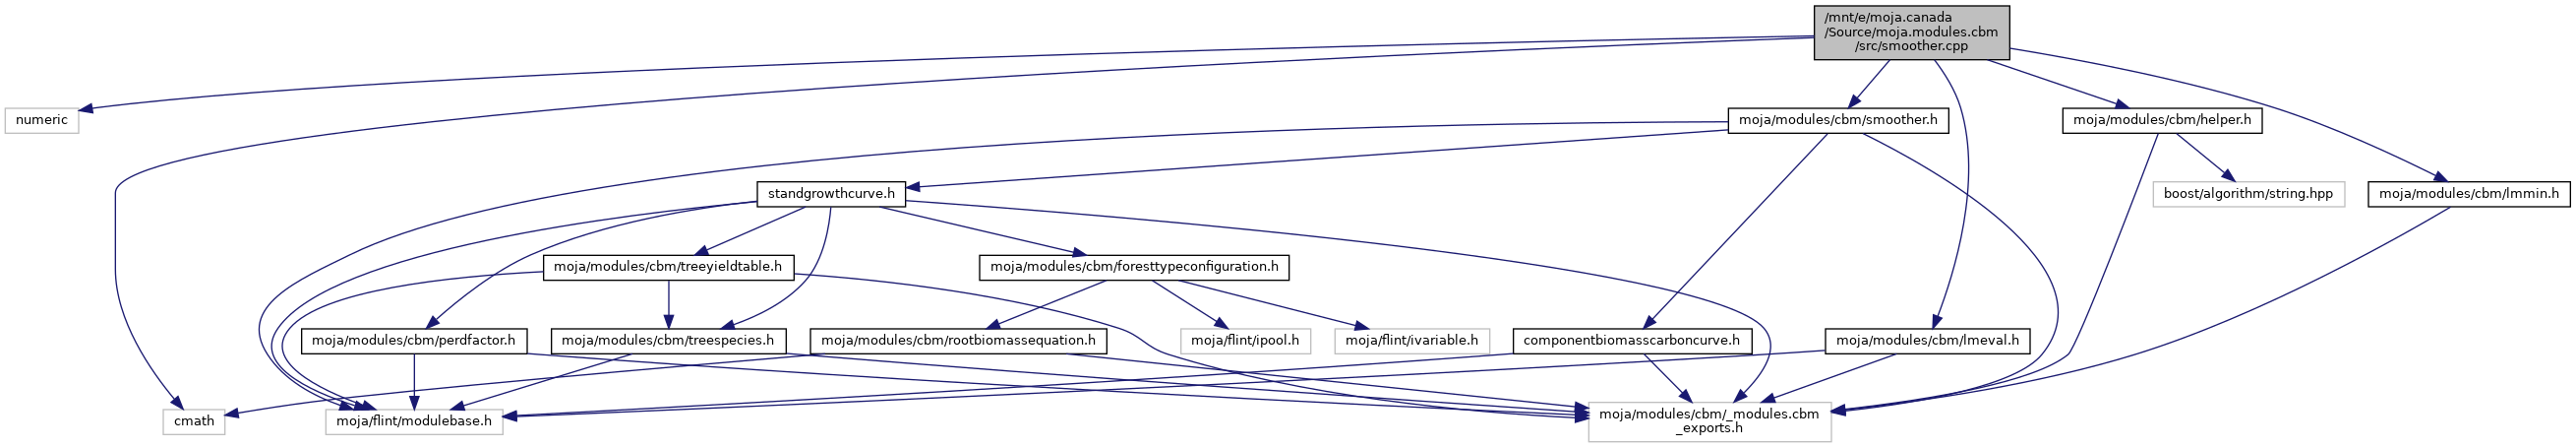 /mnt/e/moja.canada
/Source/moja.modules.cbm
/src/smoother.cpp
numeric
moja/modules/cbm/smoother.h
moja/modules/cbm/helper.h
standgrowthcurve.h
boost/algorithm/string.hpp
moja/modules/cbm/lmmin.h
moja/modules/cbm/treeyieldtable.h
moja/modules/cbm/foresttypeconfiguration.h
moja/modules/cbm/perdfactor.h
moja/modules/cbm/treespecies.h
moja/modules/cbm/rootbiomassequation.h
moja/flint/ipool.h
moja/flint/ivariable.h
componentbiomasscarboncurve.h
moja/modules/cbm/lmeval.h
cmath
moja/flint/modulebase.h
moja/modules/cbm/_modules.cbm
_exports.h